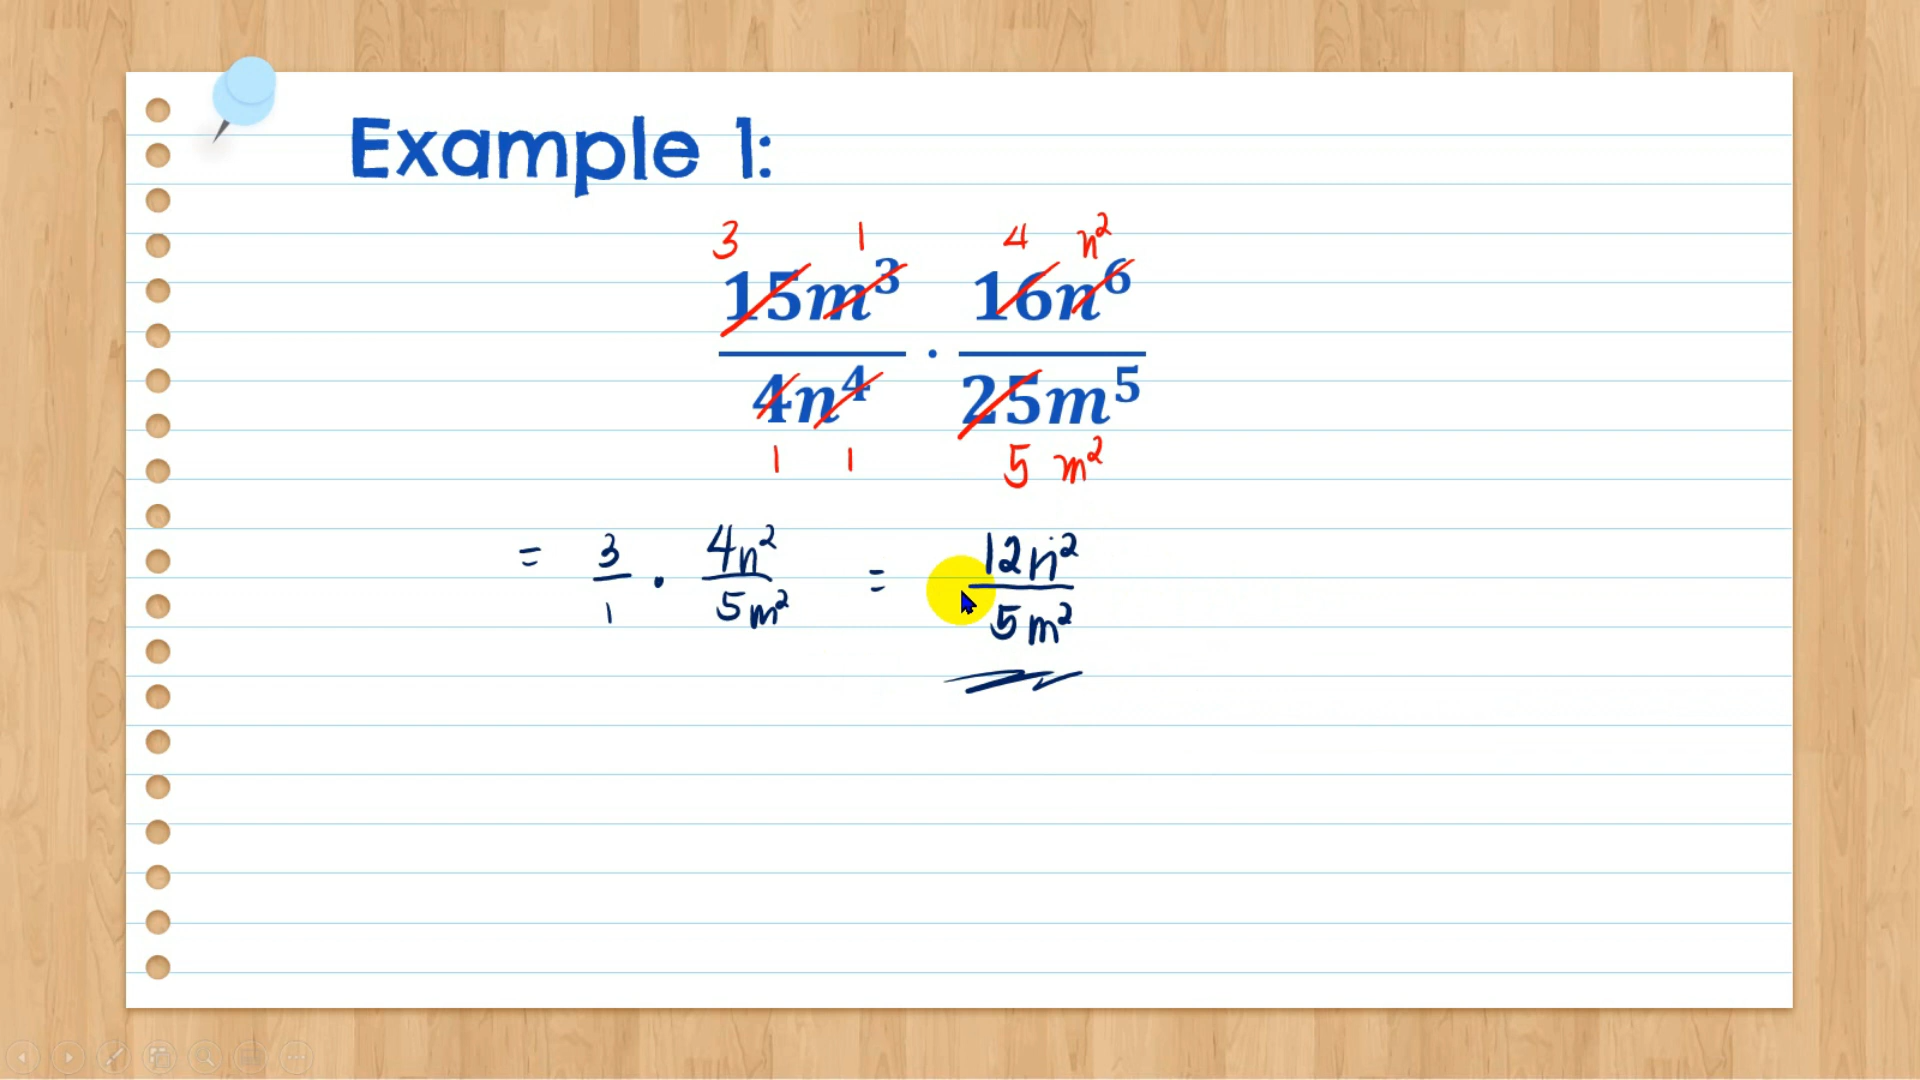 Example 1:
3 1 4 n²
15m³ 16n⁶
·
4n⁴ 25m⁵
1 1 5 m²
= 3 4n² = 12n²
·
1 5m² 5m²